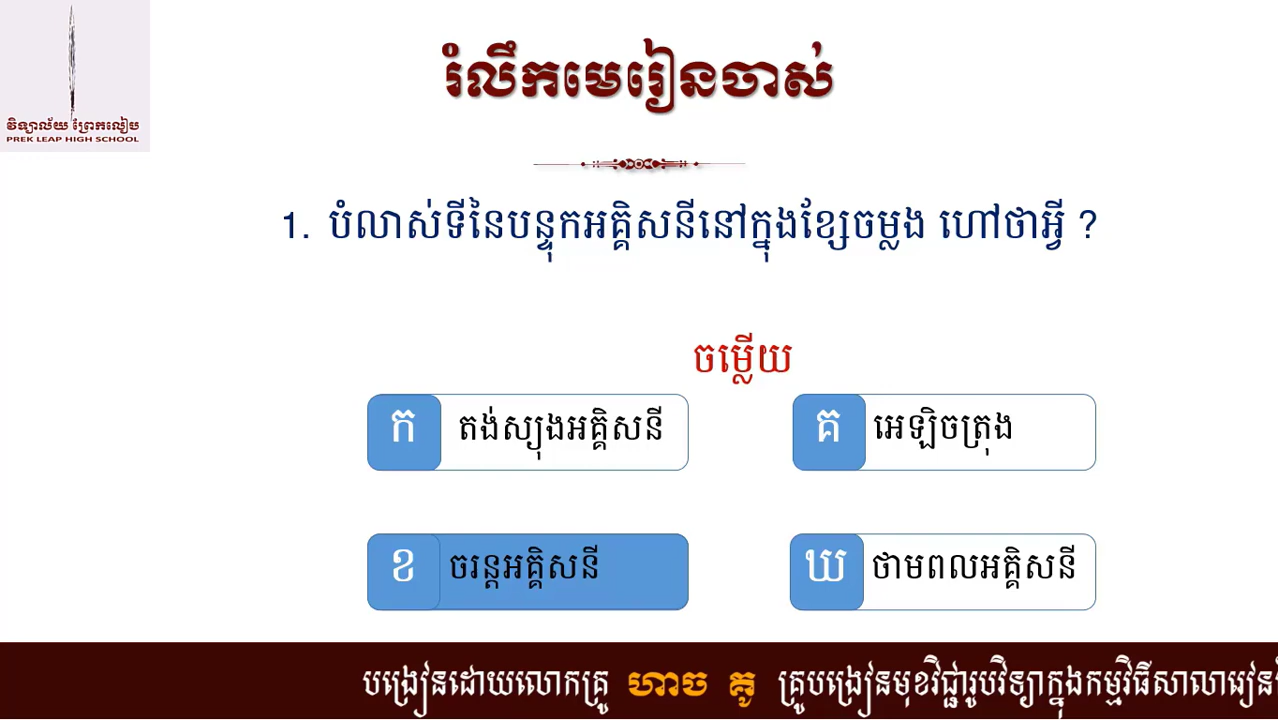 រំលឹកមេរៀនចាស់
វិទ្យាល័យ ព្រែកលៀប
PREK LEAP HIGH SCHOOL
1. បំលាស់ទីនៃបន្ទុកអគ្គិសនីនៅក្នុងខ្សែចម្លង ហៅថាអ្វី ?
ចម្លើយ
ក តង់ស្យុងអគ្គិសនី
គ អេឡិចត្រុង
ខ ចរន្តអគ្គិសនី
ឃ ថាមពលអគ្គិសនី
បង្រៀនដោយលោកគ្រូ ហាច គូ គ្រូបង្រៀនមុខវិជ្ជារូបវិទ្យាក្នុងកម្មវិធីសាលារៀន